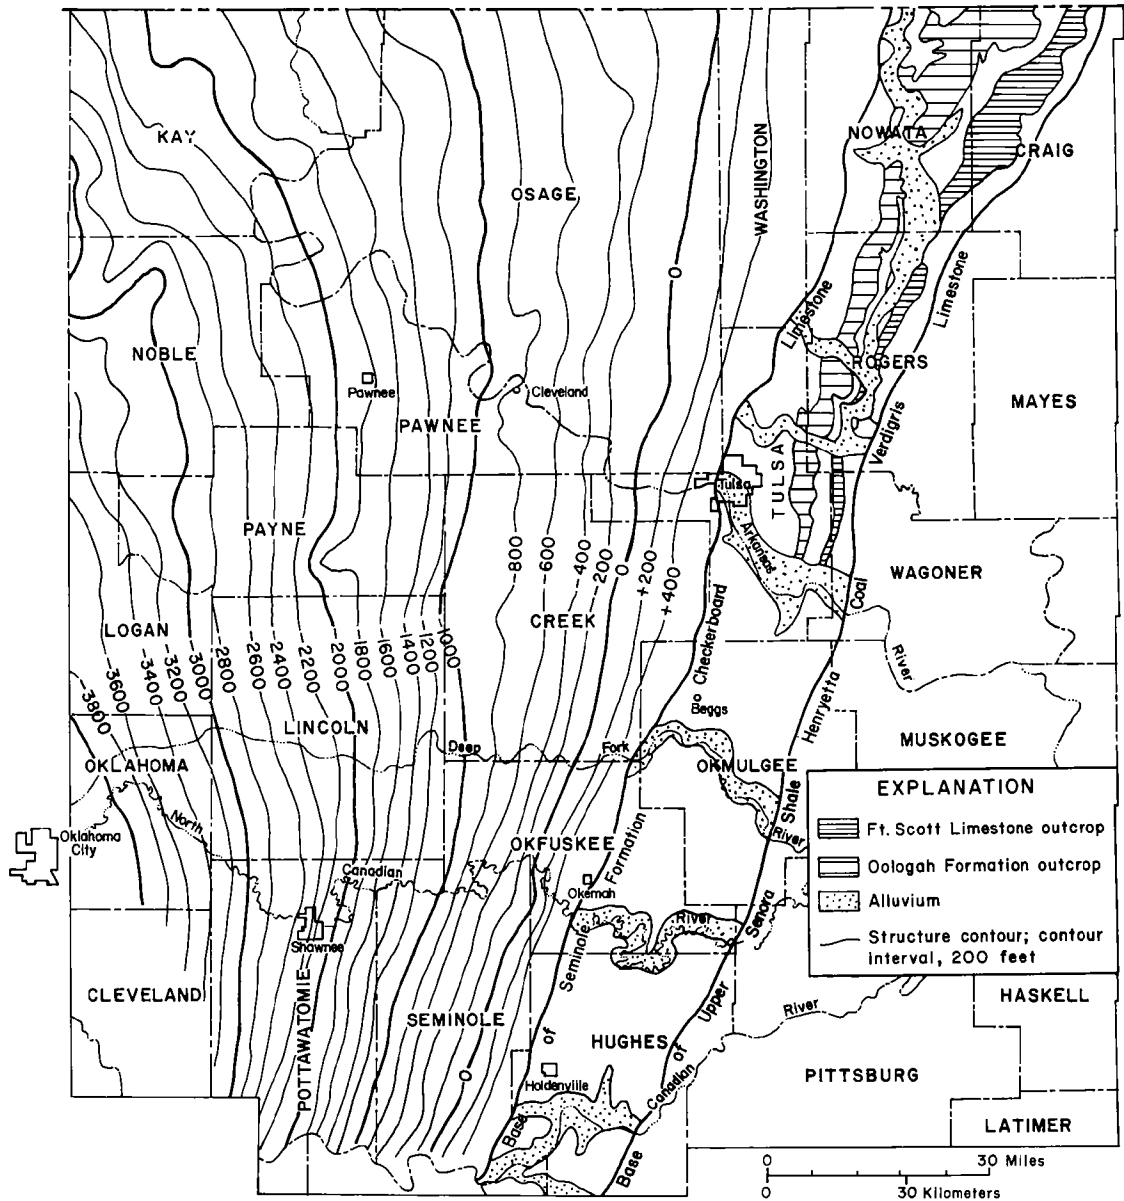 KAY
OSAGE
WASHINGTON
NOWATA
CRAIG
0
Limestone
Limestone
NOBLE
ROGERS
Pawnee
Cleveland
MAYES
PAWNEE
Verdigris
TULSA
Tulsa
PAYNE
Arkansas
-800
-600
-400
-200
0
+200
+400
WAGONER
Coal
CREEK
Checkerboard
LOGAN
-3800
-3600
-3400
-3200
-3000
-2800
-2600
-2400
-2200
-2000
-1800
-1600
-1400
-1200
-1000
River
Beggs
Henryetta
LINCOLN
Deep
Fork
MUSKOGEE
OKLAHOMA
OKMULGEE
Shale
North
River
Oklahoma
City
OKFUSKEE
Formation
Canadian
Okemah
River
Senora
Shawnee
Seminole
CLEVELAND
POTTAWATOMIE
SEMINOLE
Upper
River
HASKELL
of
HUGHES
of
0
Holdenville
Canadian
PITTSBURG
Base
Base
LATIMER
EXPLANATION
Ft. Scott Limestone outcrop
Oologah Formation outcrop
Alluvium
Structure contour; contour
interval, 200 feet
0 30 Miles
0 30 Kilometers